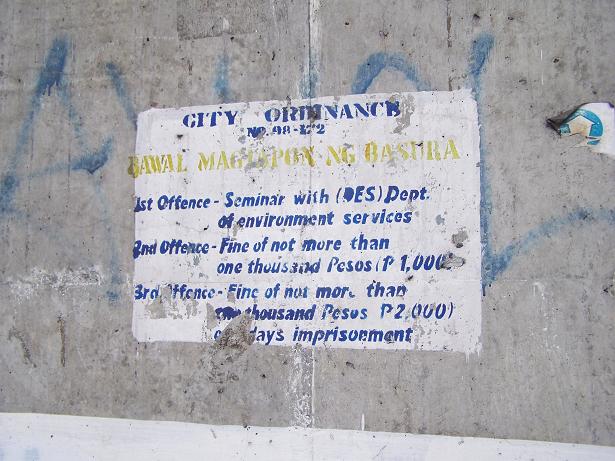 CITY ORDINANCE
BAWAL MAGTAPON NG BASURA
1st Offence - Seminar with (DES) Dept.
of environment services
2nd Offence - Fine of not more than
one thousand Pesos (P 1,000
3rd Offence - Fine of not more than
thousand Pesos P2,000)
days imprisonment